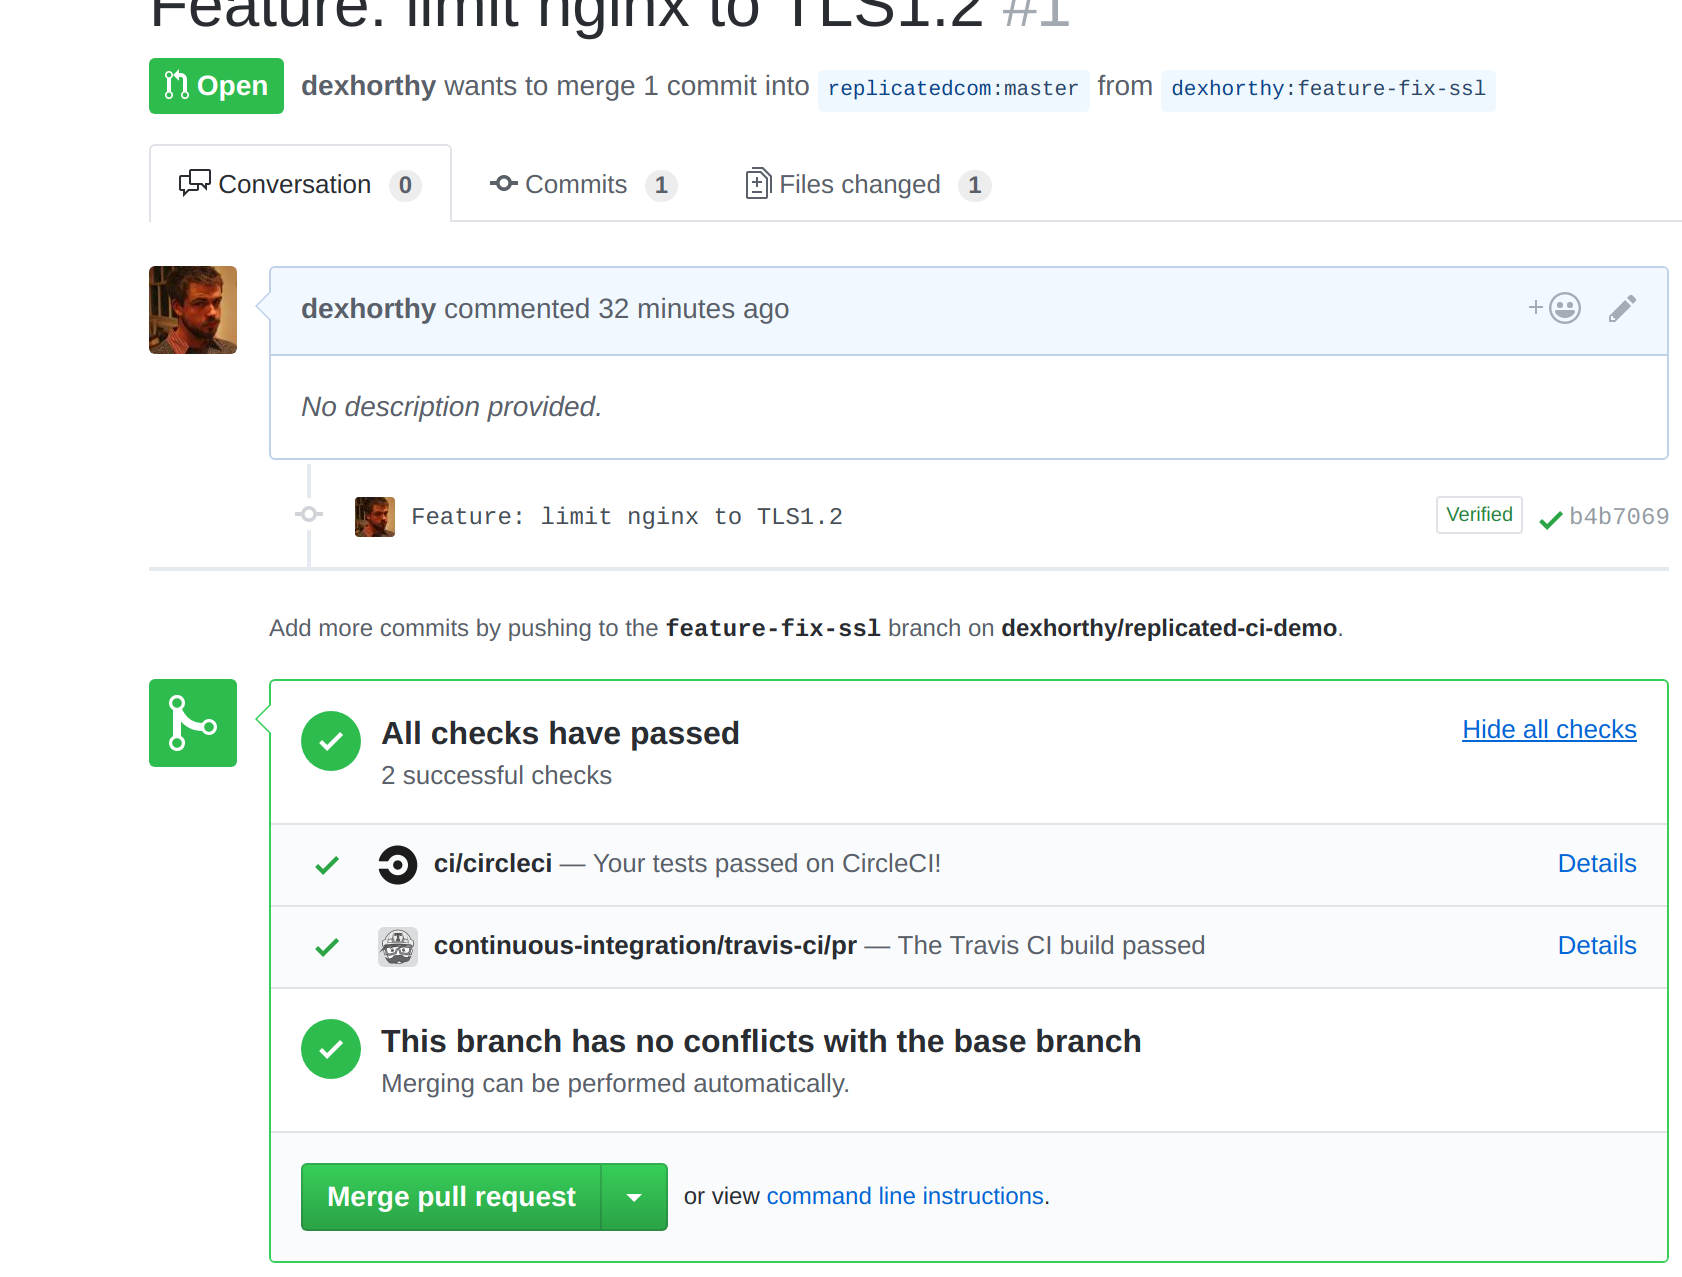 Feature: limit nginx to TLS1.2 #1
Open dexhorthy wants to merge 1 commit into replicatedcom:master from dexhorthy:feature-fix-ssl
Conversation 0 Commits 1 Files changed 1
dexhorthy commented 32 minutes ago
No description provided.
Feature: limit nginx to TLS1.2 Verified b4b7069
Add more commits by pushing to the feature-fix-ssl branch on dexhorthy/replicated-ci-demo.
All checks have passed Hide all checks
2 successful checks
ci/circleci — Your tests passed on CircleCI! Details
continuous-integration/travis-ci/pr — The Travis CI build passed Details
This branch has no conflicts with the base branch
Merging can be performed automatically.
Merge pull request or view command line instructions.